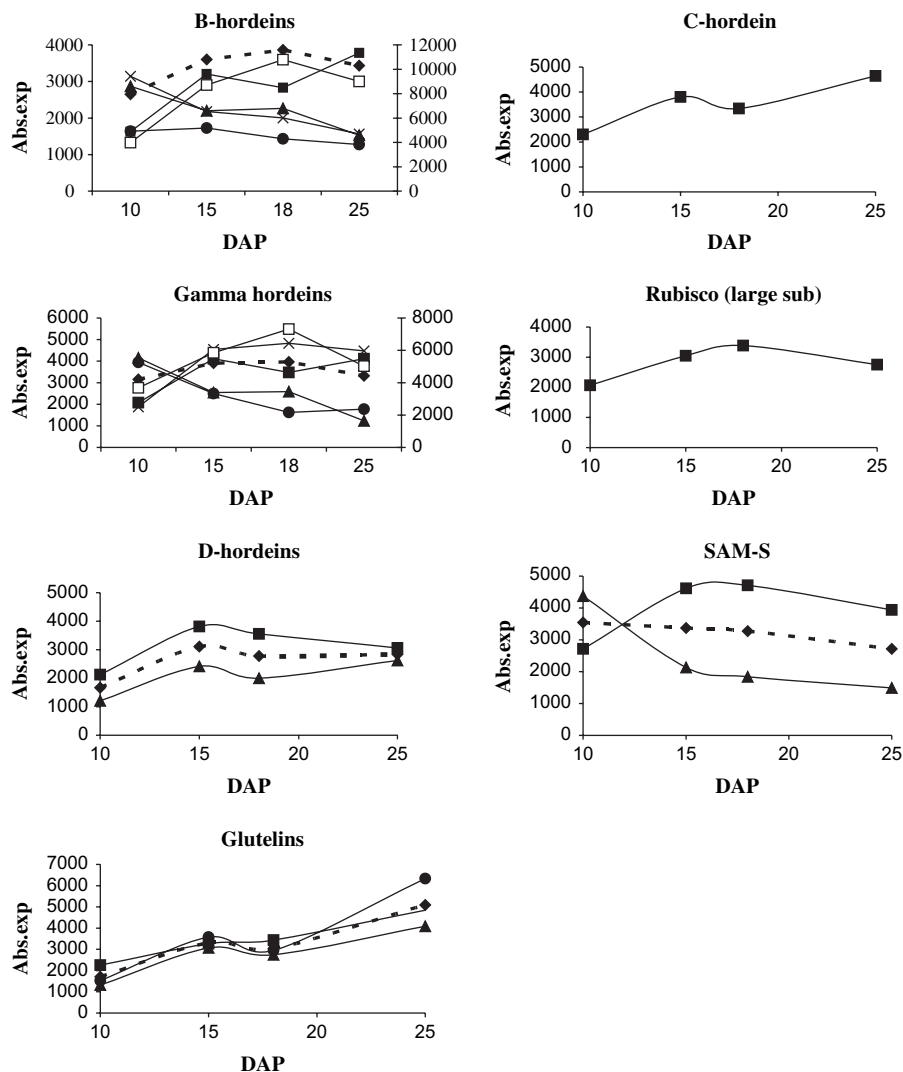 B-hordeins
4000
3000
2000
1000
0
12000
10000
8000
6000
4000
2000
0
Abs.exp
10 15 18 25
DAP
C-hordein
5000
4000
3000
2000
1000
0
Abs.exp
10 15 20 25
DAP
Gamma hordeins
6000
5000
4000
3000
2000
1000
0
8000
6000
4000
2000
0
Abs.exp
10 15 18 25
DAP
Rubisco (large sub)
4000
3000
2000
1000
0
Abs.exp
10 15 20 25
DAP
D-hordeins
5000
4000
3000
2000
1000
0
Abs.exp
10 15 20 25
DAP
SAM-S
5000
4000
3000
2000
1000
0
Abs.exp
10 15 20 25
DAP
Glutelins
7000
6000
5000
4000
3000
2000
1000
0
Abs.exp
10 15 20 25
DAP